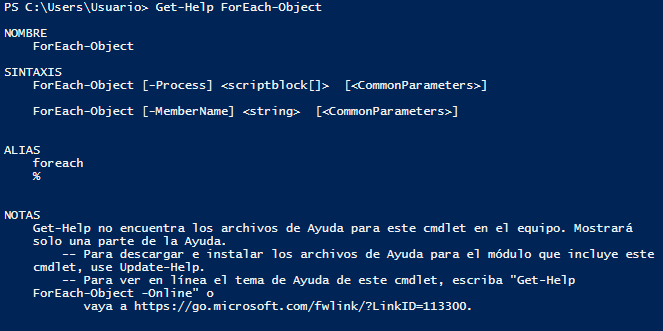 PS C:\Users\Usuario> Get-Help ForEach-Object
NOMBRE
ForEach-Object
SINTAXIS
ForEach-Object [-Process] <scriptblock[]>  [<CommonParameters>]
ForEach-Object [-MemberName] <string>  [<CommonParameters>]
ALIAS
foreach
%
NOTAS
Get-Help no encuentra los archivos de Ayuda para este cmdlet en el equipo. Mostrará
solo una parte de la Ayuda.
-- Para descargar e instalar los archivos de Ayuda para el módulo que incluye este
cmdlet, use Update-Help.
-- Para ver en línea el tema de Ayuda de este cmdlet, escriba "Get-Help
ForEach-Object -Online" o
vaya a https://go.microsoft.com/fwlink/?LinkID=113300.